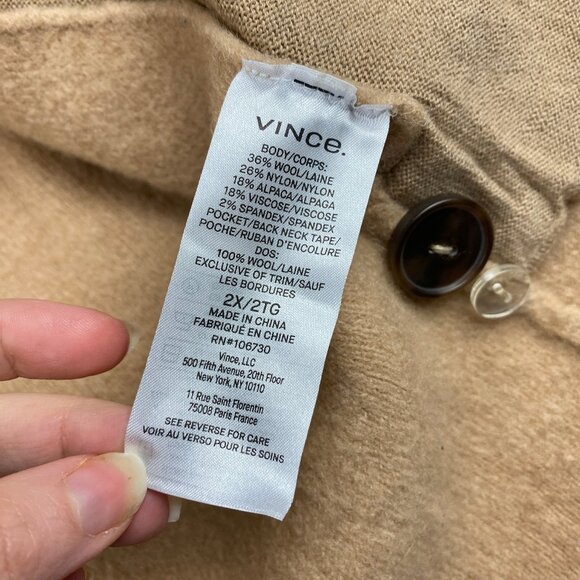 VINCE.
BODY/CORPS:
36% WOOL/LAINE
26% NYLON/NYLON
18% ALPACA/ALPAGA
18% VISCOSE/VISCOSE
2% SPANDEX/SPANDEX
POCKET/BACK NECK TAPE/
POCHE/RUBAN D'ENCOLURE
DOS:
100% WOOL/LAINE
EXCLUSIVE OF TRIM/SAUF
LES BORDURES
2X/2TG
MADE IN CHINA
FABRIQUÉ EN CHINE
RN#106730
Vince, LLC
500 Fifth Avenue, 20th Floor
New York, NY 10110
11 Rue Saint Florentin
75008 Paris France
SEE REVERSE FOR CARE
VOIR AU VERSO POUR LES SOINS